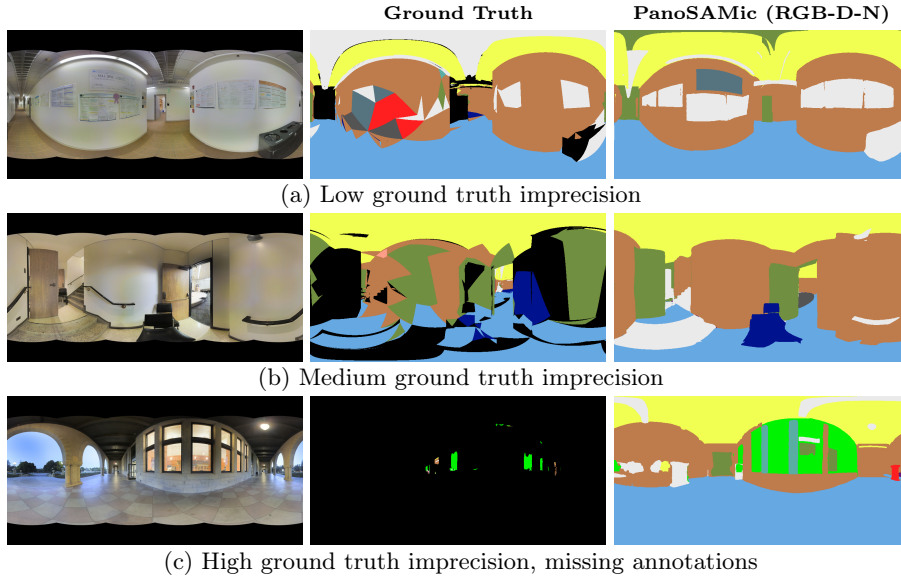 Ground Truth
PanoSAMic (RGB-D-N)
(a) Low ground truth imprecision
(b) Medium ground truth imprecision
(c) High ground truth imprecision, missing annotations